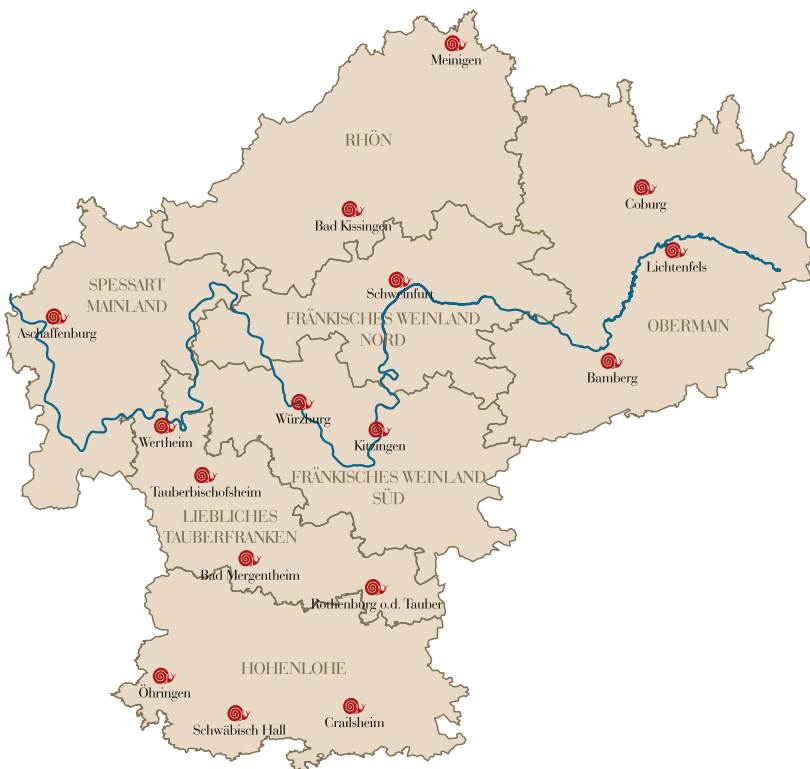 Meinigen
RHÖN
Coburg
Bad Kissingen
Lichtenfels
SPESSART
MAINLAND
Schweinfurt
Aschaffenburg
FRÄNKISCHES WEINLAND
NORD
OBERMAIN
Bamberg
Würzburg
Wertheim
Kitzingen
FRÄNKISCHES WEINLAND
SÜD
Tauberbischofsheim
LIEBLICHES
TAUBERFRANKEN
Bad Mergentheim
Rothenburg o.d. Tauber
HOHENLOHE
Öhringen
Schwäbisch Hall
Crailsheim